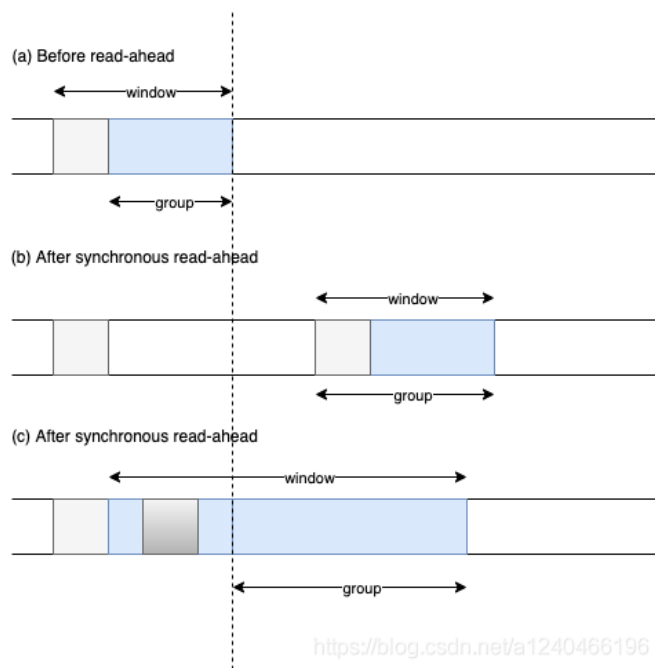 (a) Before read-ahead
window
group
(b) After synchronous read-ahead
window
group
(c) After synchronous read-ahead
window
group
https://blog.csdn.net/a1240466196